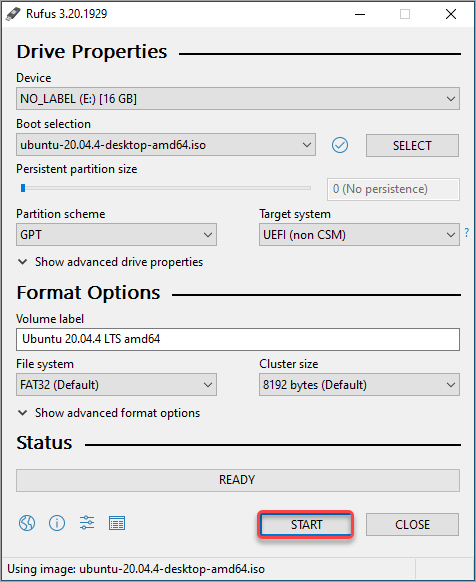 Rufus 3.20.1929
Drive Properties
Device
NO_LABEL (E:) [16 GB]
Boot selection
ubuntu-20.04.4-desktop-amd64.iso
SELECT
Persistent partition size
0 (No persistence)
Partition scheme Target system
GPT UEFI (non CSM) ?
Show advanced drive properties
Format Options
Volume label
Ubuntu 20.04.4 LTS amd64
File system Cluster size
FAT32 (Default) 8192 bytes (Default)
Show advanced format options
Status
READY
START CLOSE
Using image: ubuntu-20.04.4-desktop-amd64.iso